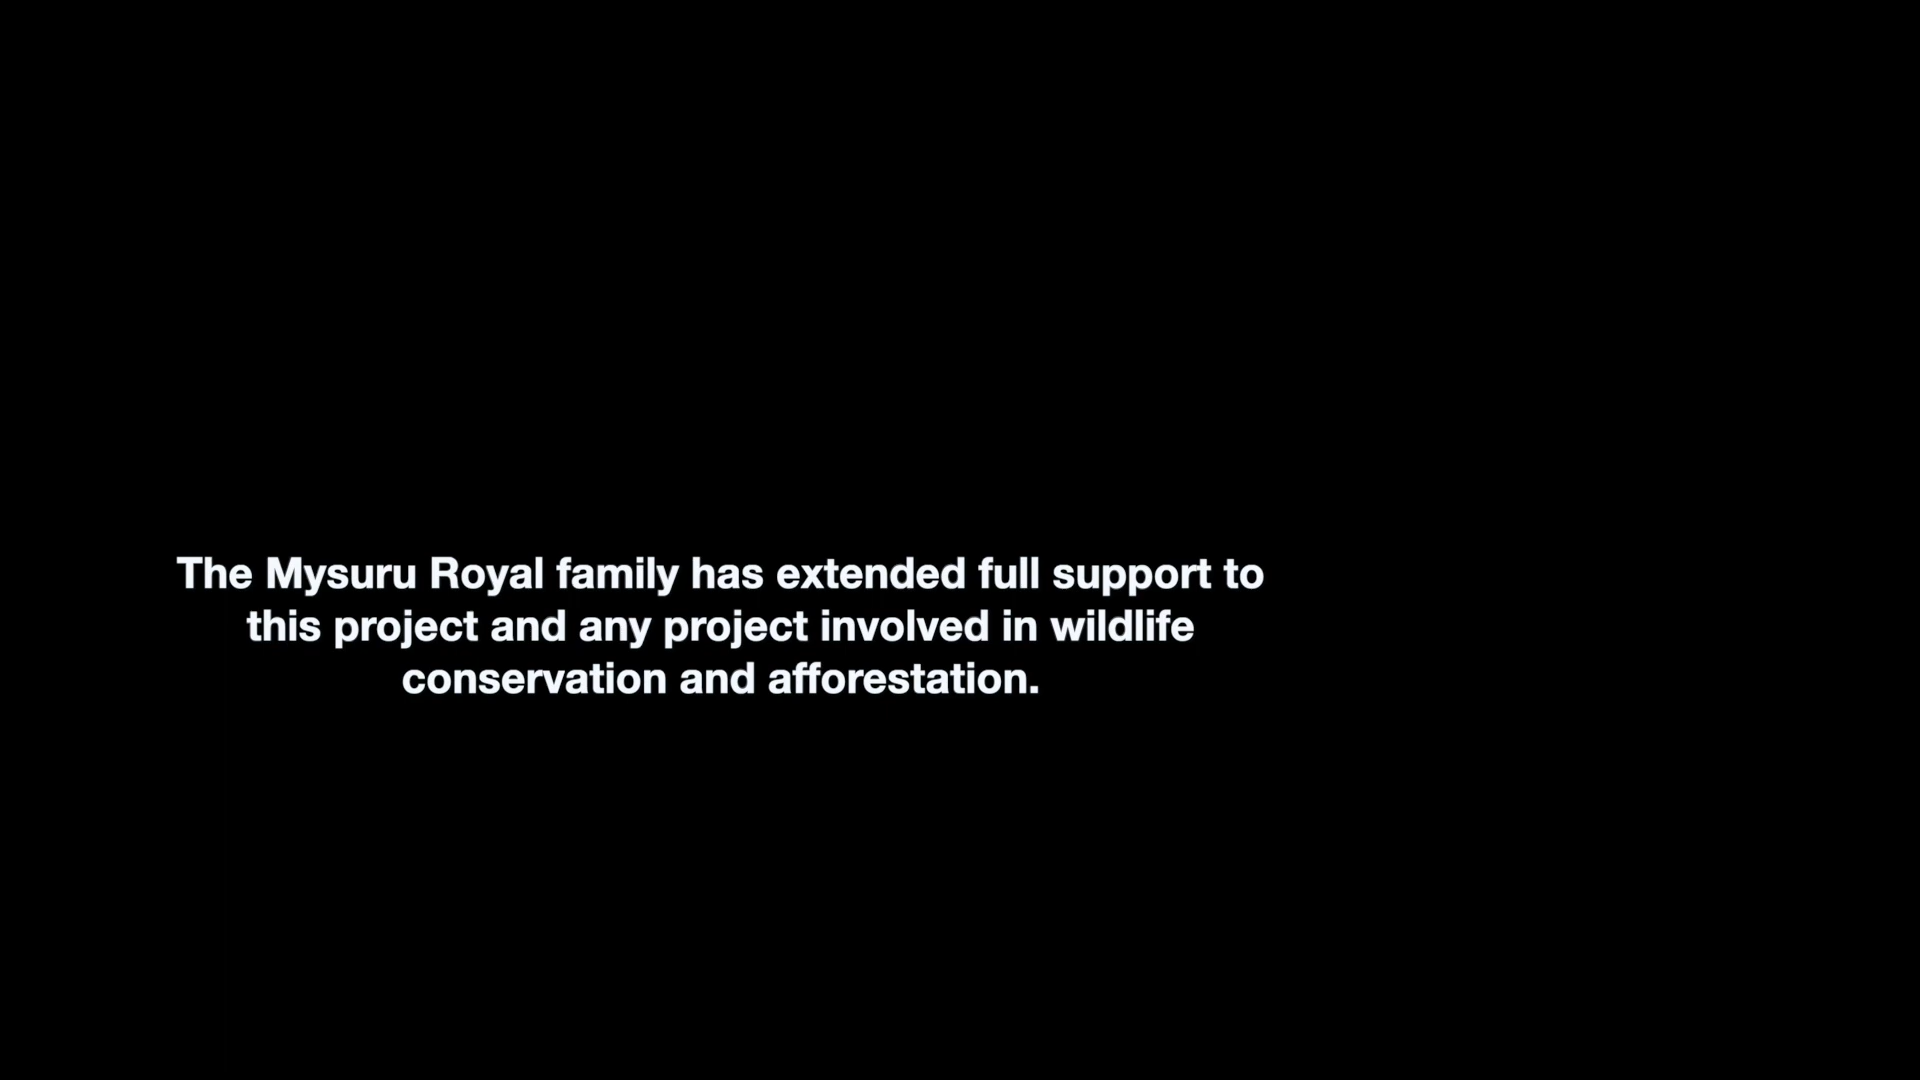 The Mysuru Royal family has extended full support to
this project and any project involved in wildlife
conservation and afforestation.